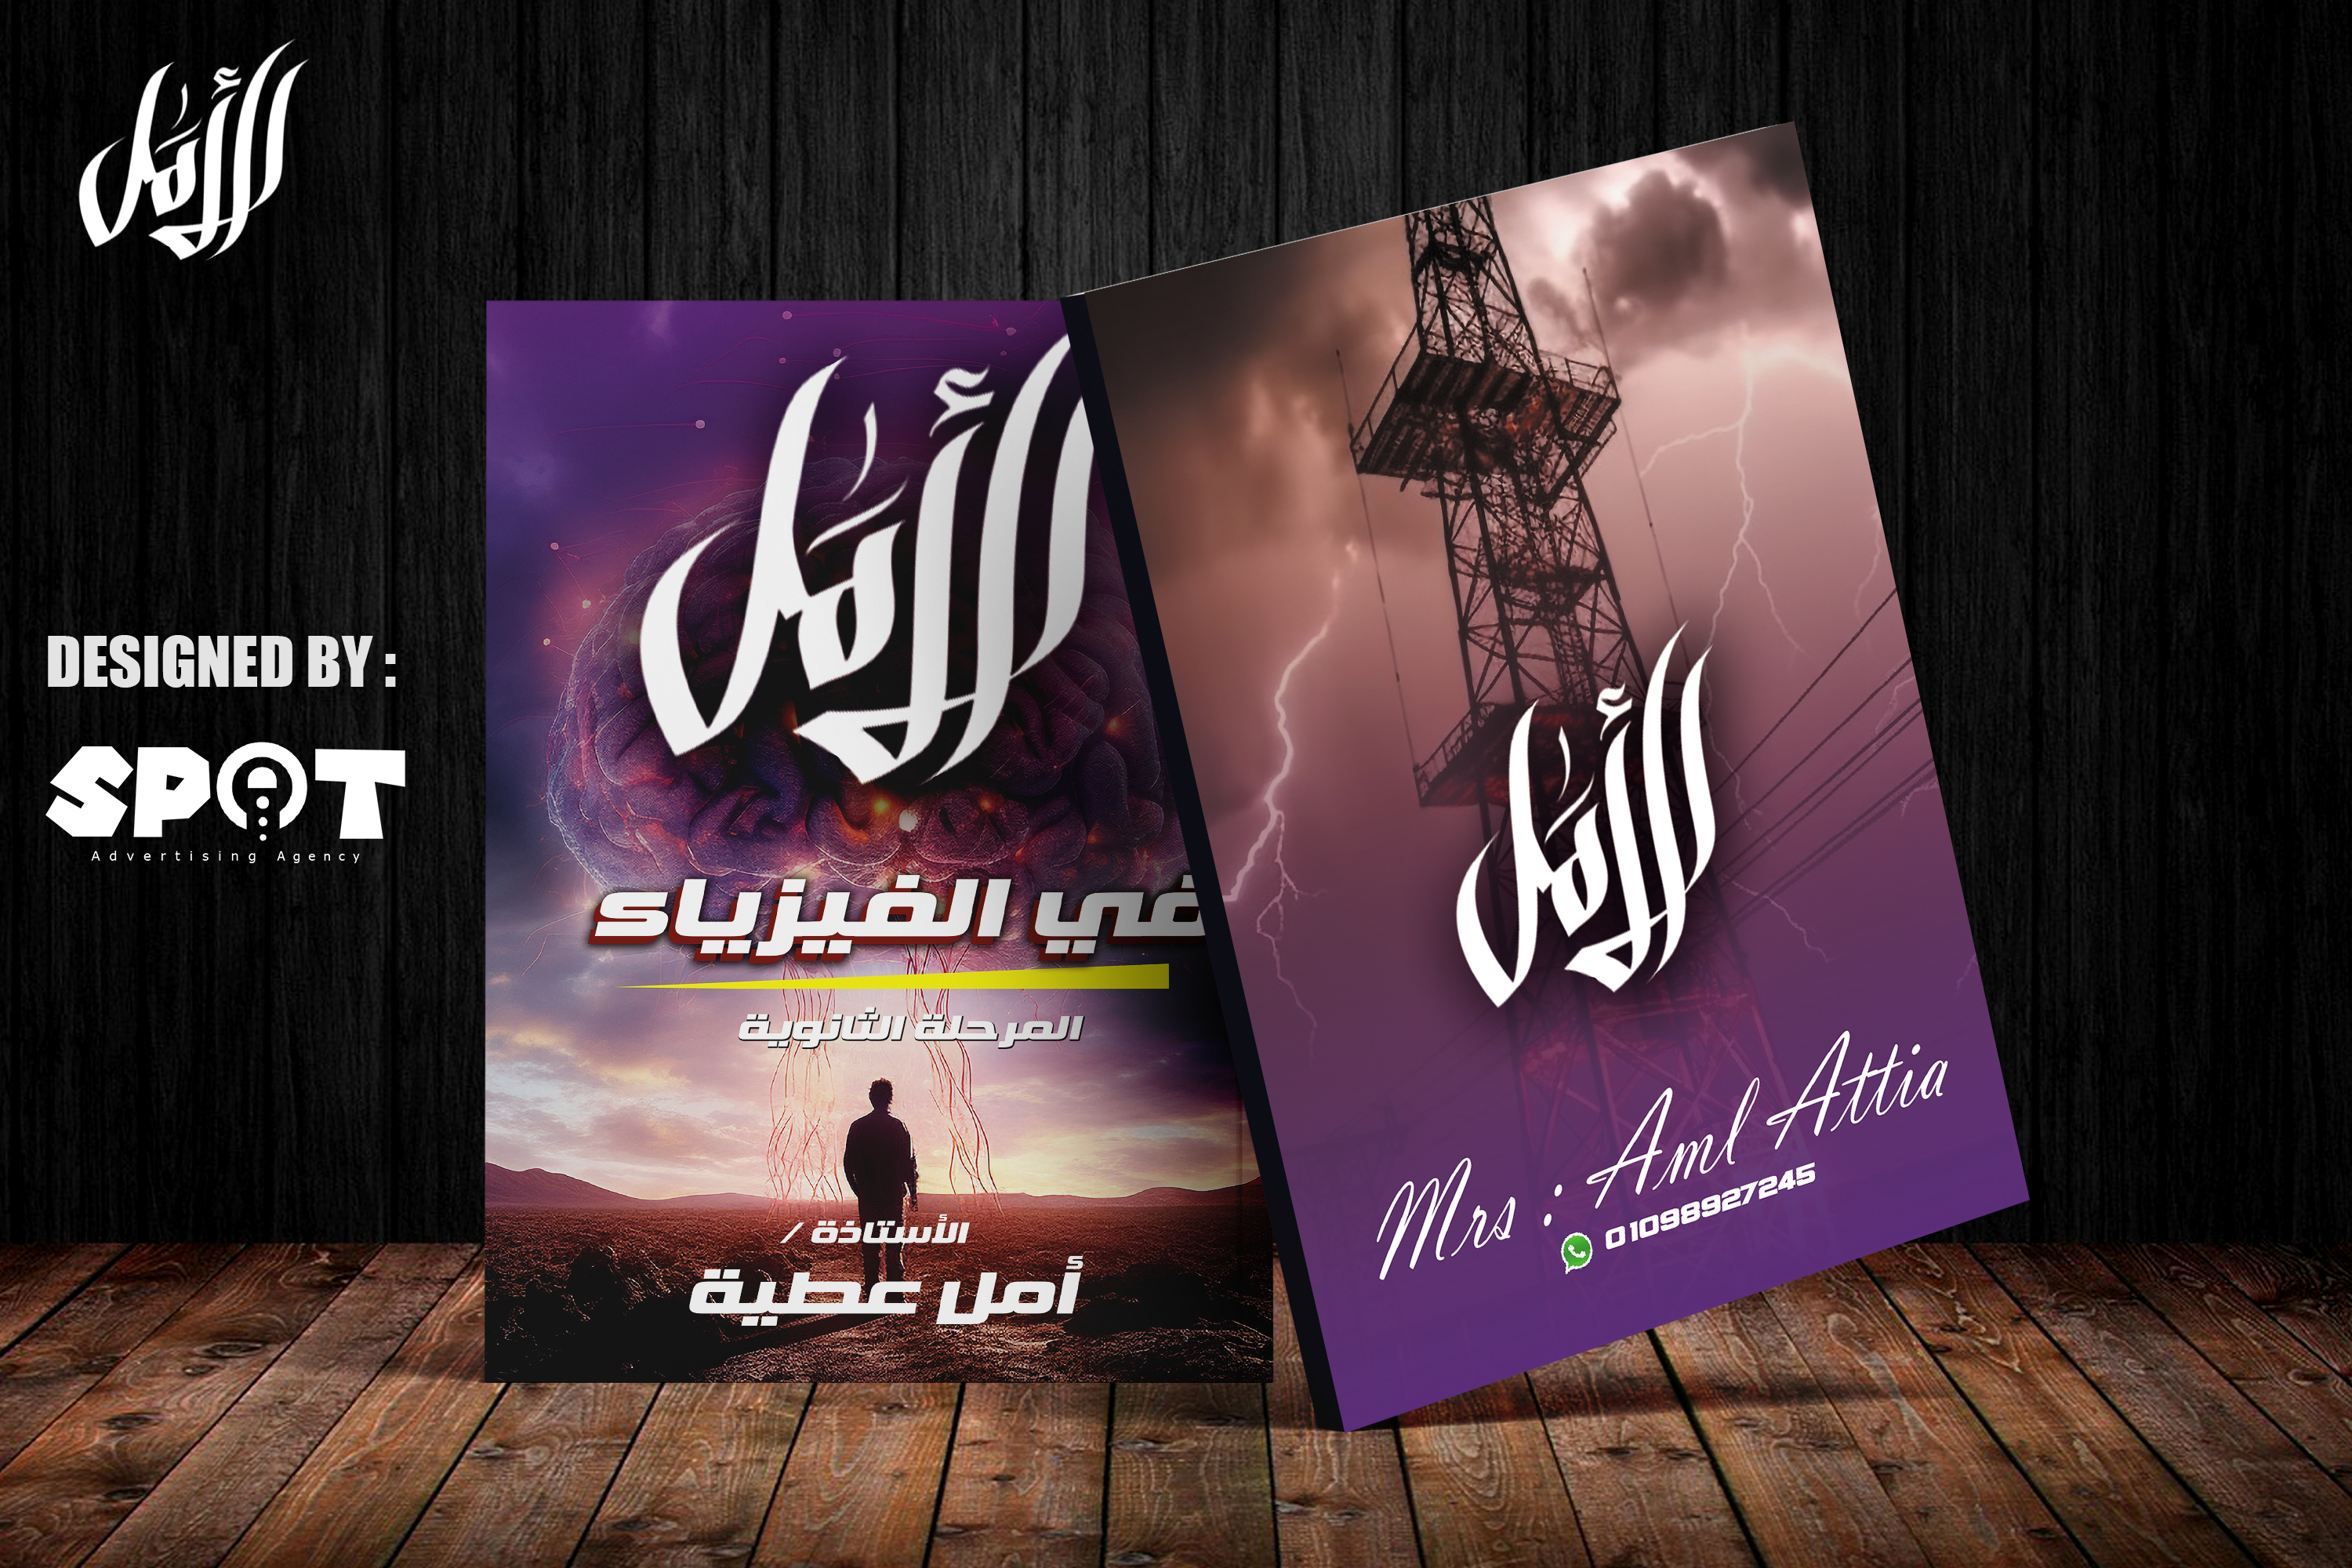 الأمل
DESIGNED BY :
SPOT
Advertising Agency
الأمل
في الفيزياء
المرحلة الثانوية
الأستاذة /
أمل عطية
الأمل
Mrs : Aml Attia
01098927245